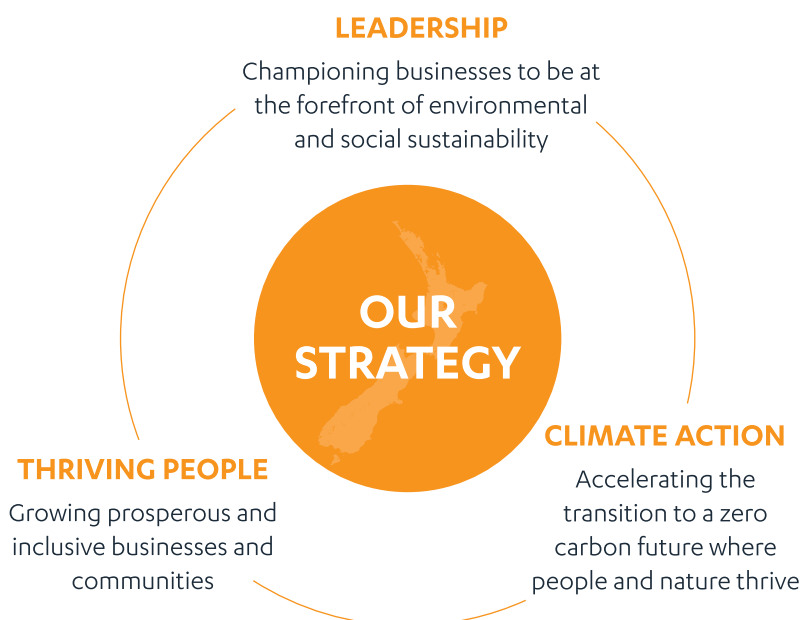 LEADERSHIP
Championing businesses to be at
the forefront of environmental
and social sustainability
OUR
STRATEGY
CLIMATE ACTION
Accelerating the
transition to a zero
carbon future where
people and nature thrive
THRIVING PEOPLE
Growing prosperous and
inclusive businesses and
communities